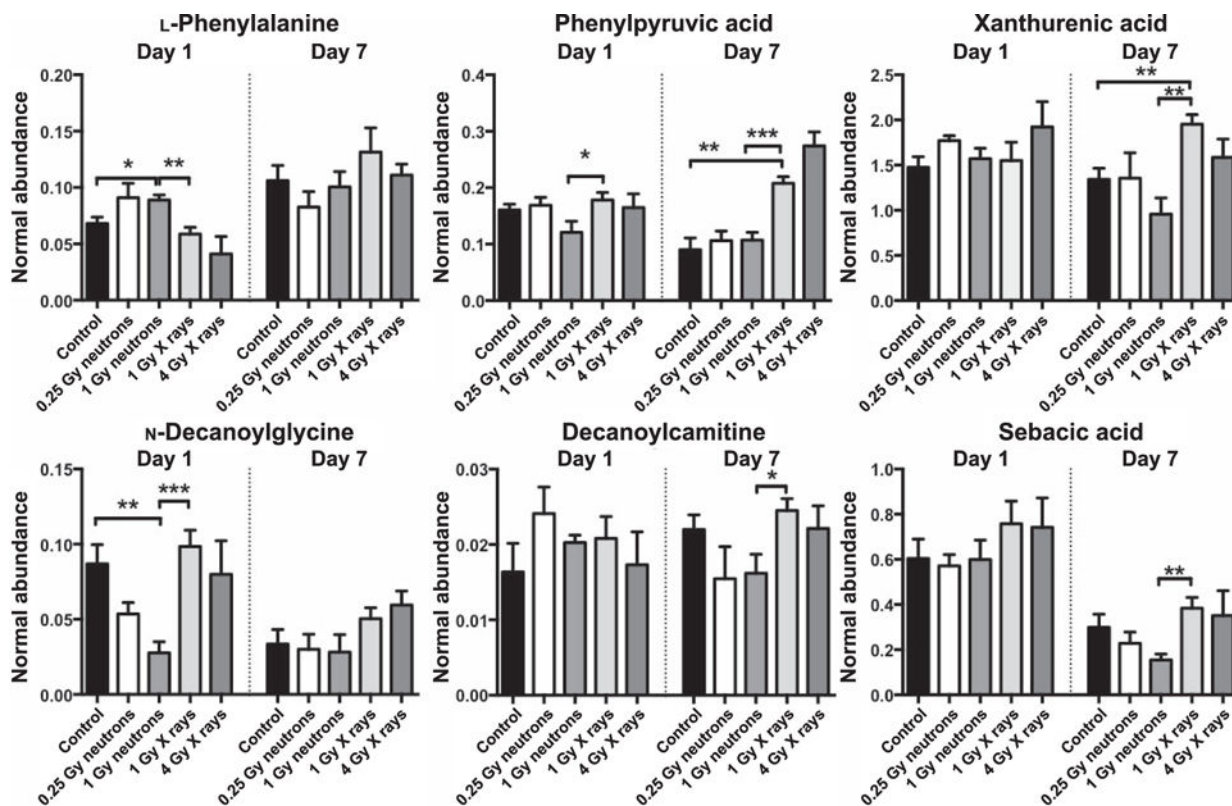 L-Phenylalanine
Day 1 Day 7
Normal abundance
0.20
0.15
0.10
0.05
0.00
* **
Control
0.25 Gy neutrons
1 Gy neutrons
1 Gy X rays
4 Gy X rays
Control
0.25 Gy neutrons
1 Gy neutrons
1 Gy X rays
4 Gy X rays
Phenylpyruvic acid
Day 1 Day 7
Normal abundance
0.4
0.3
0.2
0.1
0.0
* ** ***
Control
0.25 Gy neutrons
1 Gy neutrons
1 Gy X rays
4 Gy X rays
Control
0.25 Gy neutrons
1 Gy neutrons
1 Gy X rays
4 Gy X rays
Xanthurenic acid
Day 1 Day 7
Normal abundance
2.5
2.0
1.5
1.0
0.5
0.0
**
**
Control
0.25 Gy neutrons
1 Gy neutrons
1 Gy X rays
4 Gy X rays
Control
0.25 Gy neutrons
1 Gy neutrons
1 Gy X rays
4 Gy X rays
N-Decanoylglycine
Day 1 Day 7
Normal abundance
0.15
0.10
0.05
0.00
** ***
Control
0.25 Gy neutrons
1 Gy neutrons
1 Gy X rays
4 Gy X rays
Control
0.25 Gy neutrons
1 Gy neutrons
1 Gy X rays
4 Gy X rays
Decanoylcamitine
Day 1 Day 7
Normal abundance
0.03
0.02
0.01
0.00
*
Control
0.25 Gy neutrons
1 Gy neutrons
1 Gy X rays
4 Gy X rays
Control
0.25 Gy neutrons
1 Gy neutrons
1 Gy X rays
4 Gy X rays
Sebacic acid
Day 1 Day 7
Normal abundance
1.0
0.8
0.6
0.4
0.2
0.0
**
Control
0.25 Gy neutrons
1 Gy neutrons
1 Gy X rays
4 Gy X rays
Control
0.25 Gy neutrons
1 Gy neutrons
1 Gy X rays
4 Gy X rays